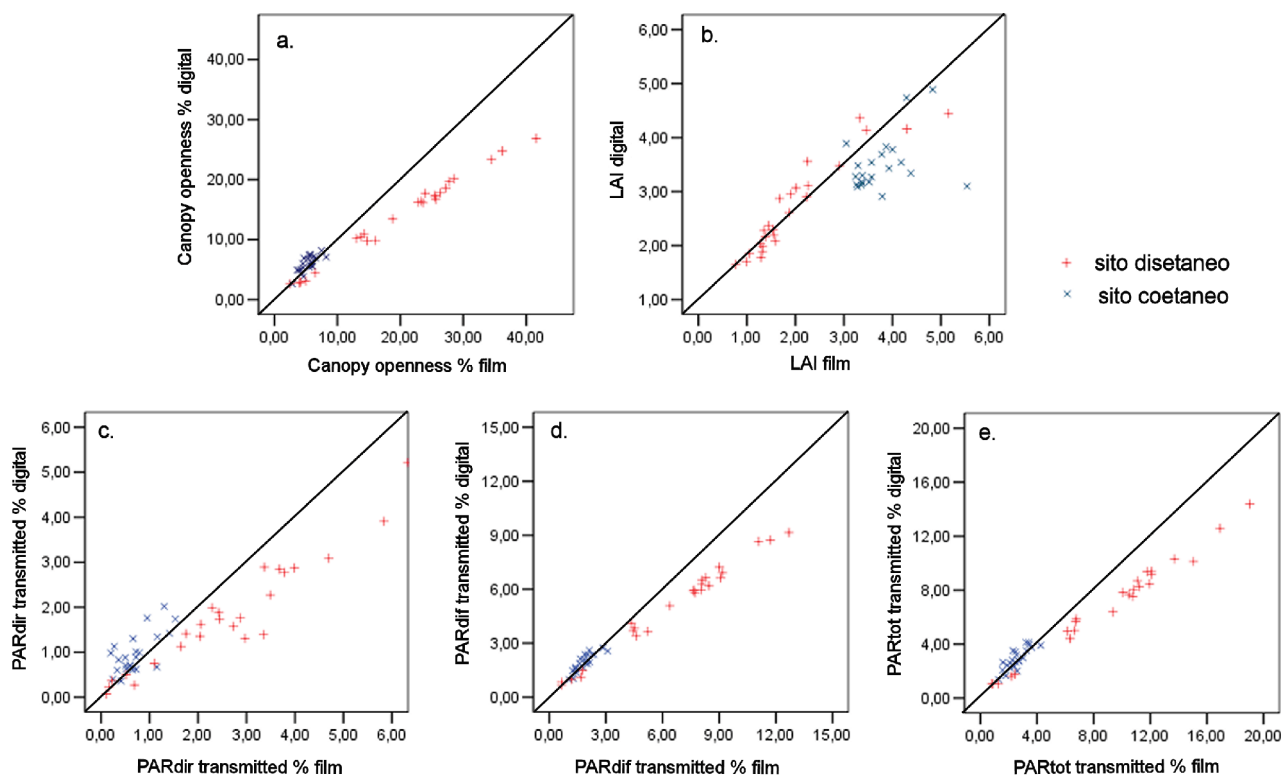 a.
Canopy openness % digital
40,00
30,00
20,00
10,00
0,00
0,00 10,00 20,00 30,00 40,00
Canopy openness % film
b.
LAI digital
6,00
5,00
4,00
3,00
2,00
1,00
0,00 1,00 2,00 3,00 4,00 5,00 6,00
LAI film
sito disetaneo
sito coetaneo
c.
PARdir transmitted % digital
6,00
5,00
4,00
3,00
2,00
1,00
0,00
0,00 1,00 2,00 3,00 4,00 5,00 6,00
PARdir transmitted % film
d.
PARdif transmitted % digital
15,00
12,00
9,00
6,00
3,00
0,00
0,00 3,00 6,00 9,00 12,00 15,00
PARdif transmitted % film
e.
PARtot transmitted % digital
20,00
16,00
12,00
8,00
4,00
0,00
0,00 4,00 8,00 12,00 16,00 20,00
PARtot transmitted % film